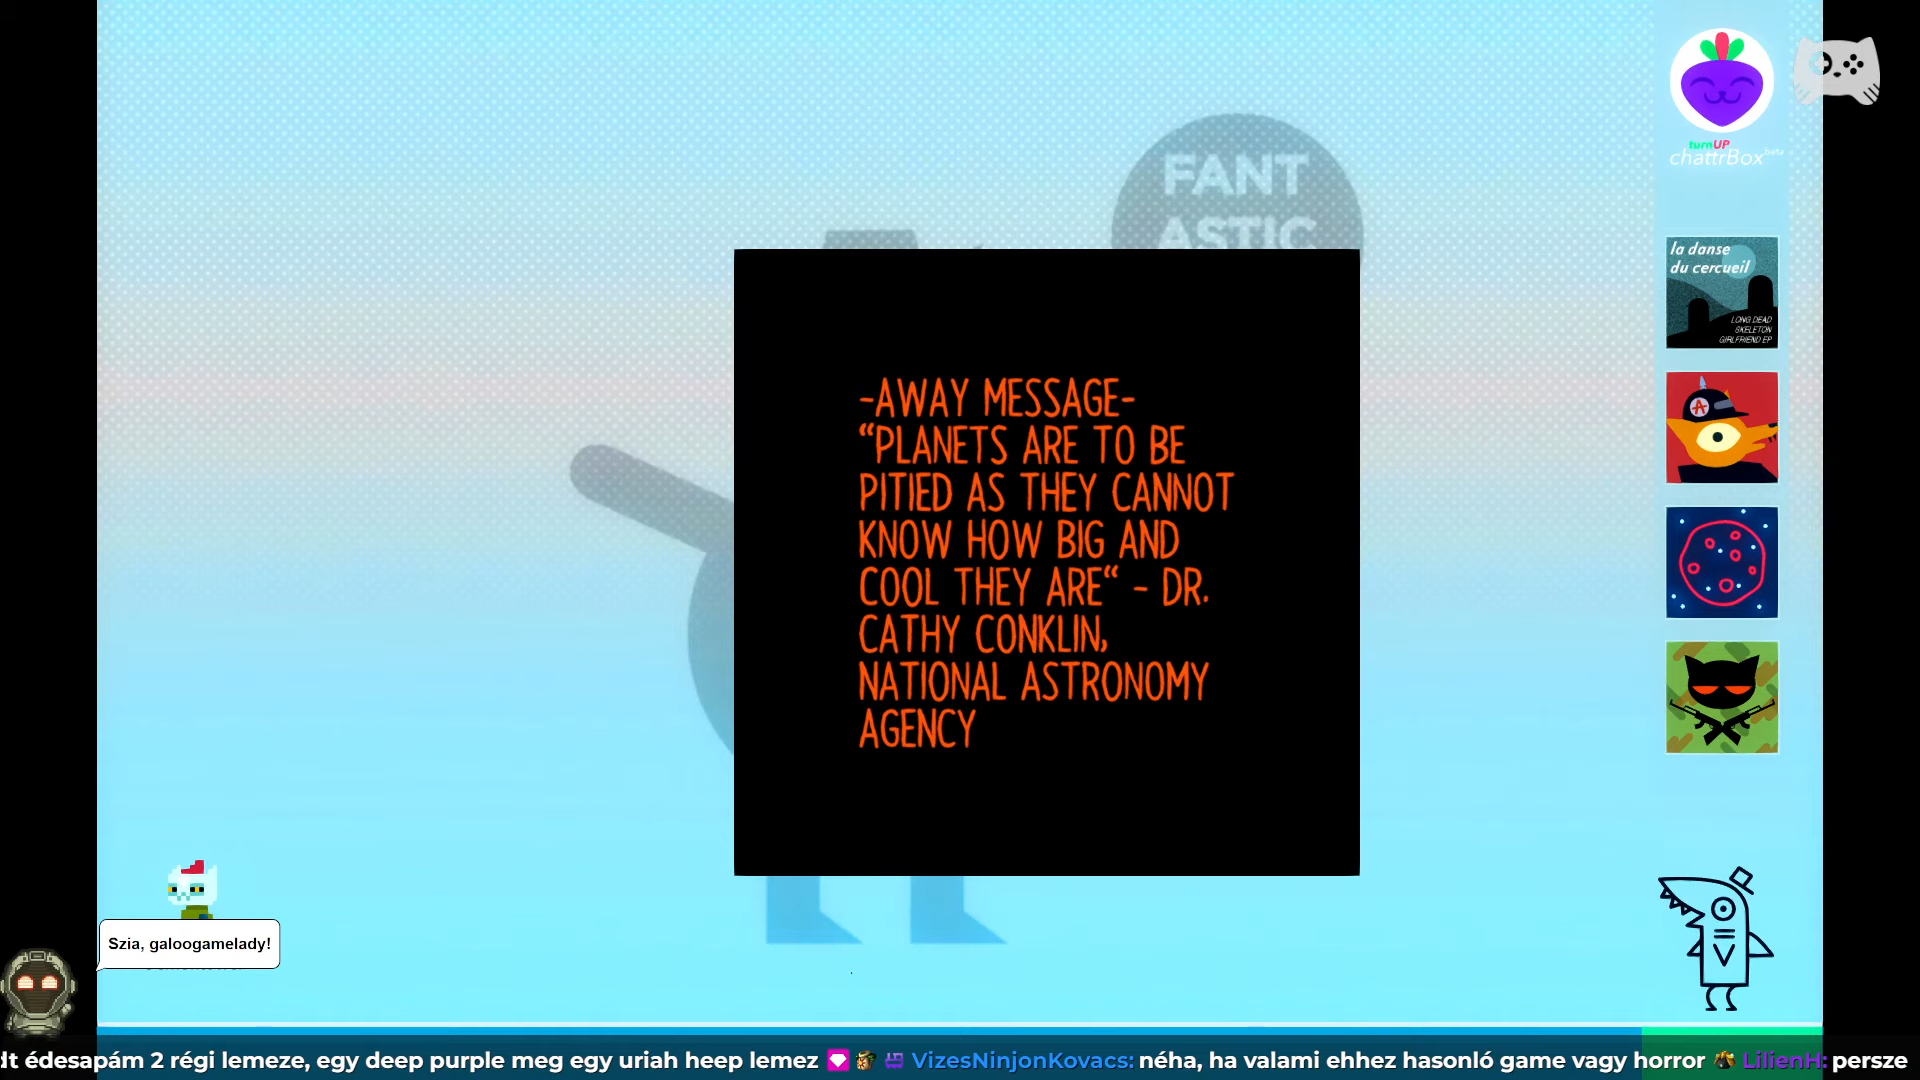 FANT
ASTIC
turnUP
chattrBox beta
la danse
du cercueil
LONG DEAD
SKELETON
GIRLFRIEND EP
-AWAY MESSAGE-
“PLANETS ARE TO BE
PITIED AS THEY CANNOT
KNOW HOW BIG AND
COOL THEY ARE“ - DR.
CATHY CONKLIN,
NATIONAL ASTRONOMY
AGENCY
Szia, galoogamelady!
édesapám 2 régi lemeze, egy deep purple meg egy uriah heep lemez VizesNinjonKovacs: néha, ha valami ehhez hasonló game vagy horror LilienH: persze